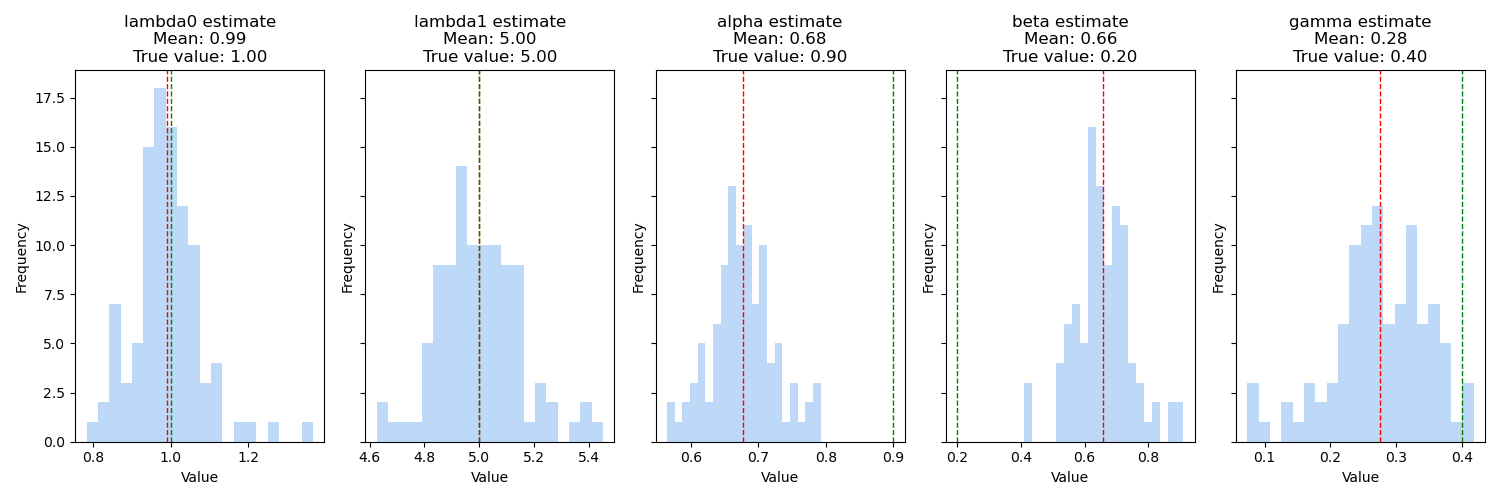 lambda0 estimate
Mean: 0.99
True value: 1.00
lambda1 estimate
Mean: 5.00
True value: 5.00
alpha estimate
Mean: 0.68
True value: 0.90
beta estimate
Mean: 0.66
True value: 0.20
gamma estimate
Mean: 0.28
True value: 0.40
17.5
15.0
12.5
10.0
7.5
5.0
2.5
0.0
Frequency
0.8 1.0 1.2
Value
Frequency
4.6 4.8 5.0 5.2 5.4
Value
Frequency
0.6 0.7 0.8 0.9
Value
Frequency
0.2 0.4 0.6 0.8
Value
Frequency
0.1 0.2 0.3 0.4
Value